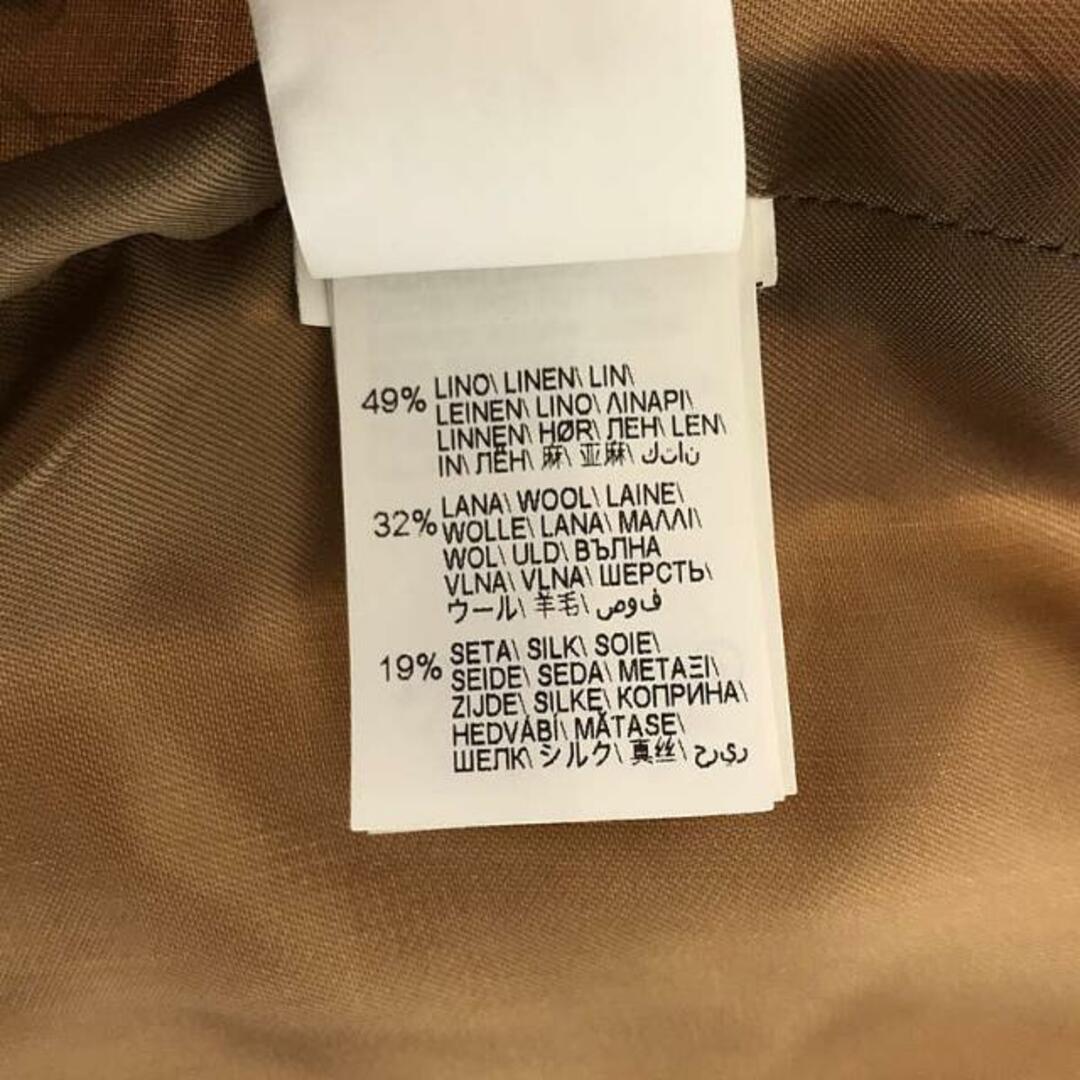 49% LINO\ LINEN\ LIN\
LEINEN\ LINO\ ΛΙΝΑΡΙ\
LINNEN\ HØR\ ЛЕН\ LEN\
IN\ ЛЁН\ 麻\ 亚麻\ كتان
32% LANA\ WOOL\ LAINE\
WOLLE\ LANA\ ΜΑΛΛΙ\
WOL\ ULD\ ВЪЛНА
VLNA\ VLNA\ ШЕРСТЬ\
ウール\ 羊毛\ صوف
19% SETA\ SILK\ SOIE\
SEIDE\ SEDA\ ΜΕΤΑΞΙ\
ZIJDE\ SILKE\ КОПРИНА\
HEDVÁBÍ\ MĂTASE\
ШЕЛК\ シルク\ 真丝\ حرير